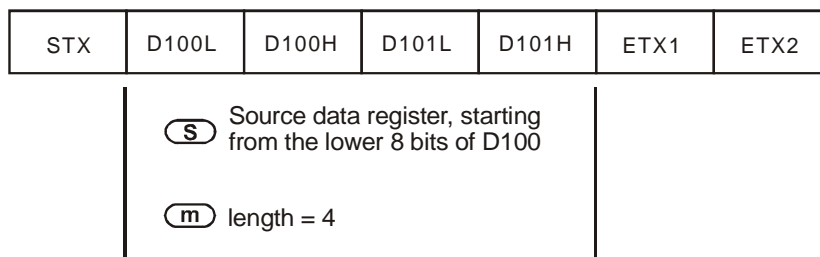 STX D100L D100H D101L D101H ETX1 ETX2
S Source data register, starting
from the lower 8 bits of D100
m length = 4